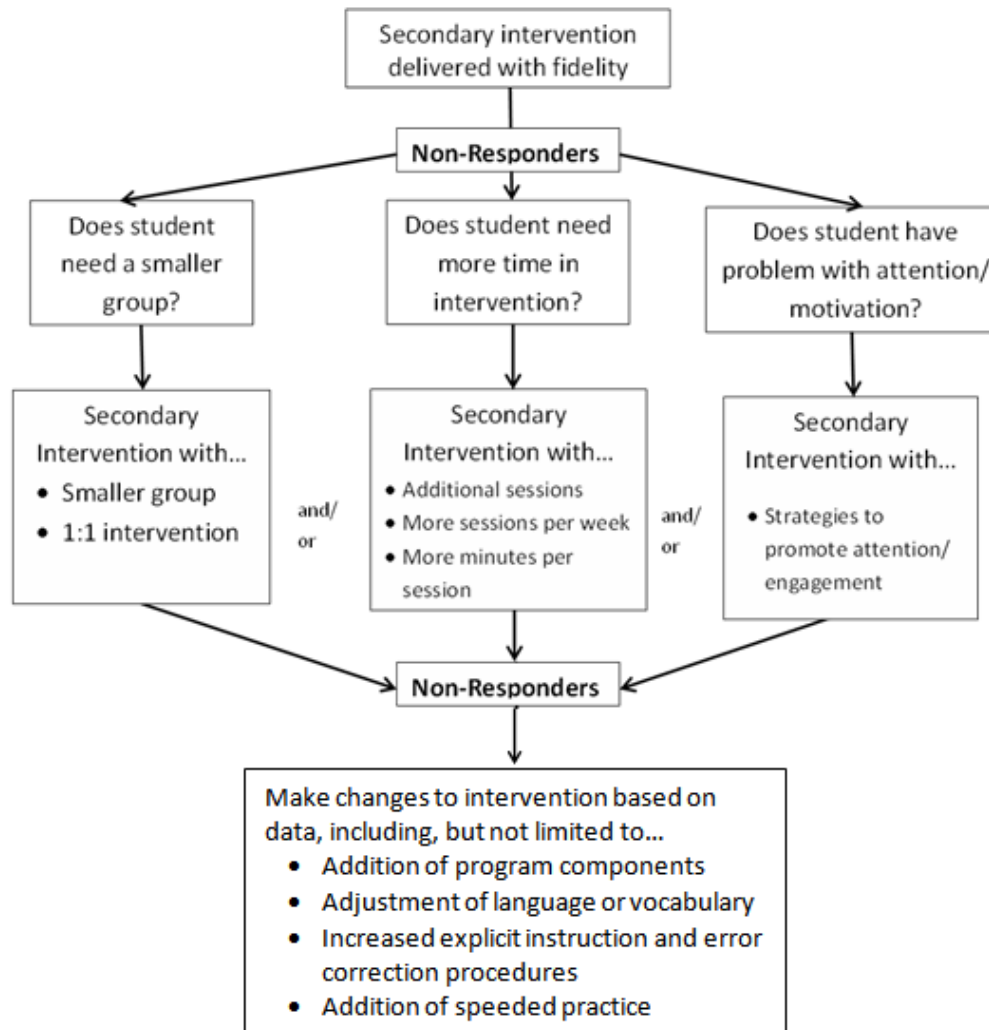 Secondary intervention
delivered with fidelity
Non-Responders
Does student
need a smaller
group?
Does student need
more time in
intervention?
Does student have
problem with attention/
motivation?
Secondary
Intervention with…
• Smaller group
• 1:1 intervention
and/
or
Secondary
Intervention with…
• Additional sessions
• More sessions per week
• More minutes per
session
and/
or
Secondary
Intervention with…
• Strategies to
promote attention/
engagement
Non-Responders
Make changes to intervention based on
data, including, but not limited to…
• Addition of program components
• Adjustment of language or vocabulary
• Increased explicit instruction and error
correction procedures
• Addition of speeded practice